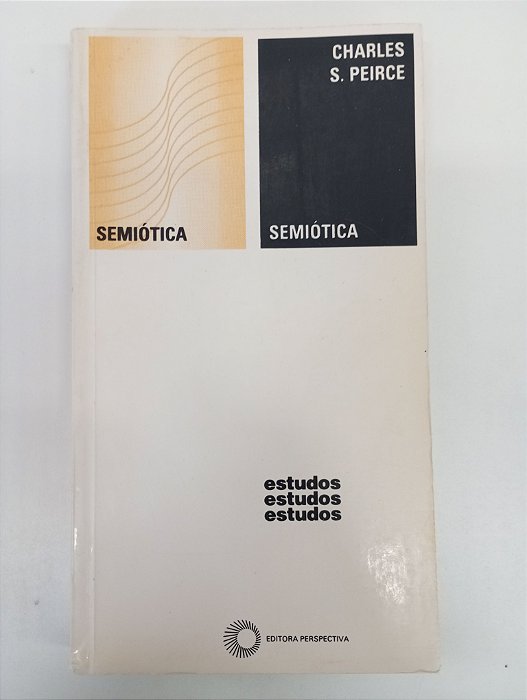 CHARLES
S. PEIRCE
SEMIÓTICA
SEMIÓTICA
estudos
estudos
estudos
EDITORA PERSPECTIVA